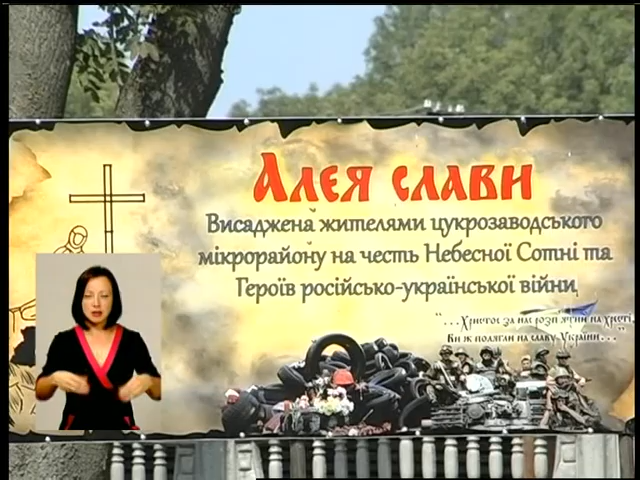 Алея слави
Висаджена жителями цукрозаводського
мікрорайону на честь Небесної Сотні та
Героїв російсько-української війни
"...Христос за нас розп'ятий на хресті,
Ви ж полягли на славу України..."